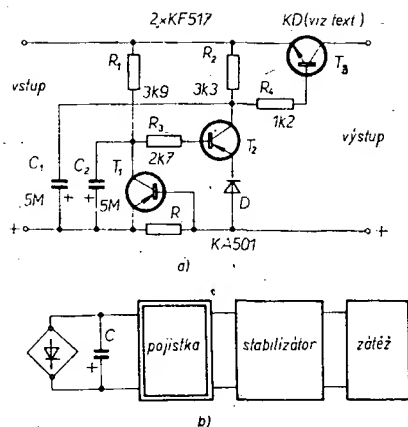 2×KF517
KD(viz text)
R₁
R₂
T₃
vstup
3k9
3k3
R₄
1k2
R₃
T₂
výstup
C₁
C₂
T₁
2k7
5M
+
5M
+
R
D
+
+
KA501
a)
C
+
pojistka
stabilizátor
zátěž
b)